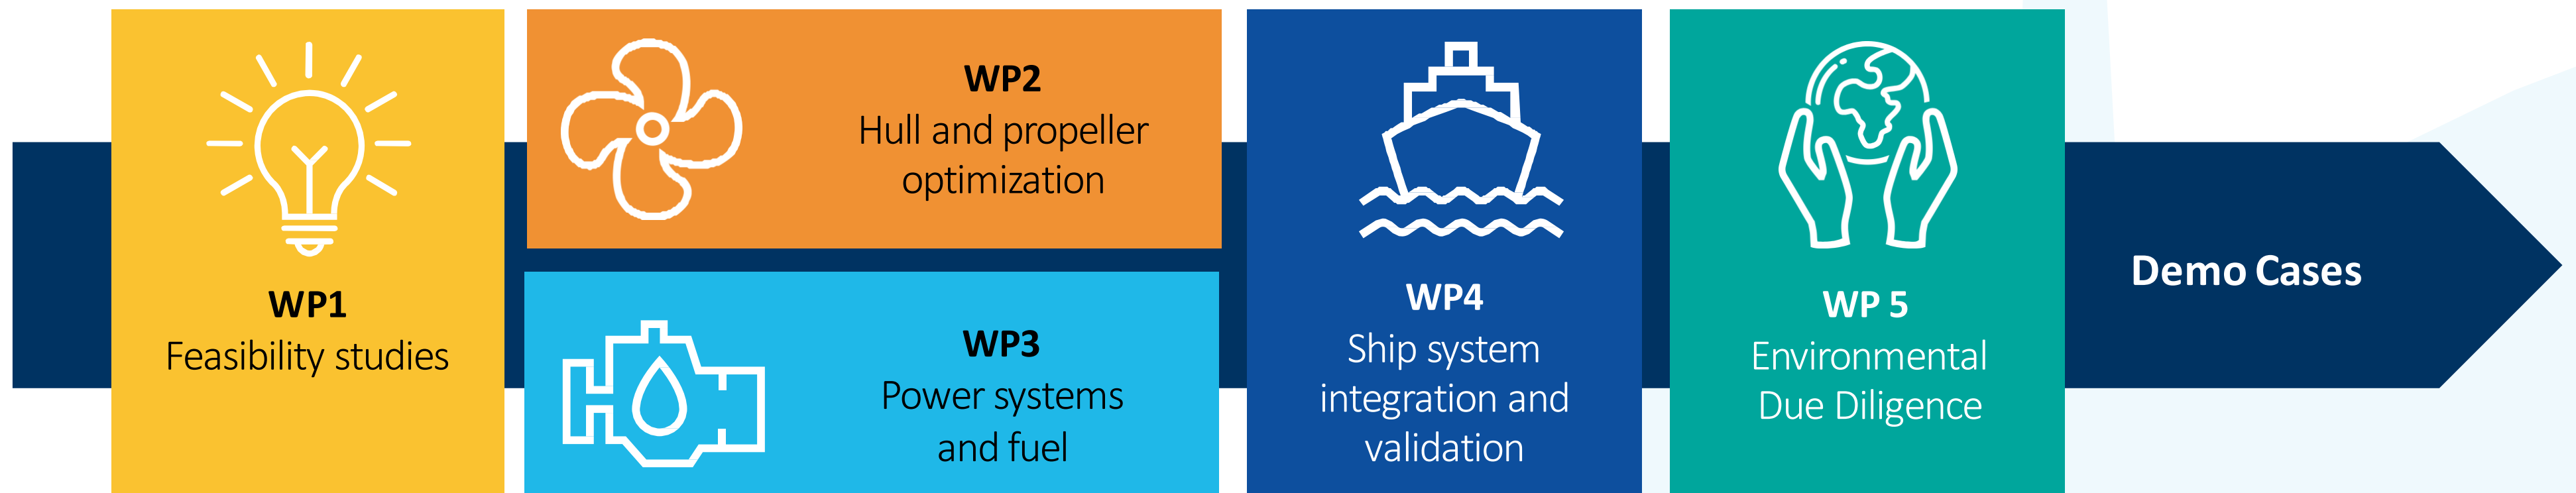 WP1
Feasibility studies
WP2
Hull and propeller
optimization
WP3
Power systems
and fuel
WP4
Ship system
integration and
validation
WP 5
Environmental
Due Diligence
Demo Cases